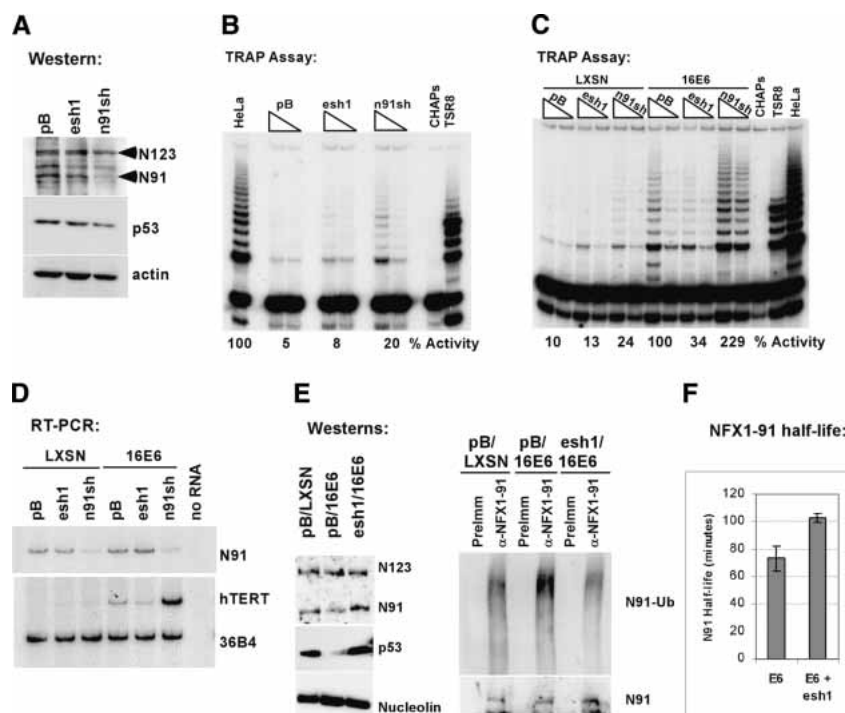 A
Western:
pB
esh1
n91sh
N123
N91
p53
actin
B
TRAP Assay:
HeLa
pB
esh1
n91sh
CHAPs
TSR8
100 5 8 20 % Activity
C
TRAP Assay:
LXSN 16E6
pB
esh1
n91sh
pB
esh1
n91sh
CHAPs
TSR8
HeLa
10 13 24 100 34 229 % Activity
D
RT-PCR:
LXSN 16E6
pB
esh1
n91sh
pB
esh1
n91sh
no RNA
N91
hTERT
36B4
E
Westerns:
pB/LXSN
pB/16E6
esh1/16E6
N123
N91
p53
Nucleolin
pB/ pB/ esh1/
LXSN 16E6 16E6
PreImm
α-NFX1-91
PreImm
α-NFX1-91
PreImm
α-NFX1-91
N91-Ub
N91
F
NFX1-91 half-life:
N91 Half-life (minutes)
120
100
80
60
40
20
0
E6 E6 +
esh1